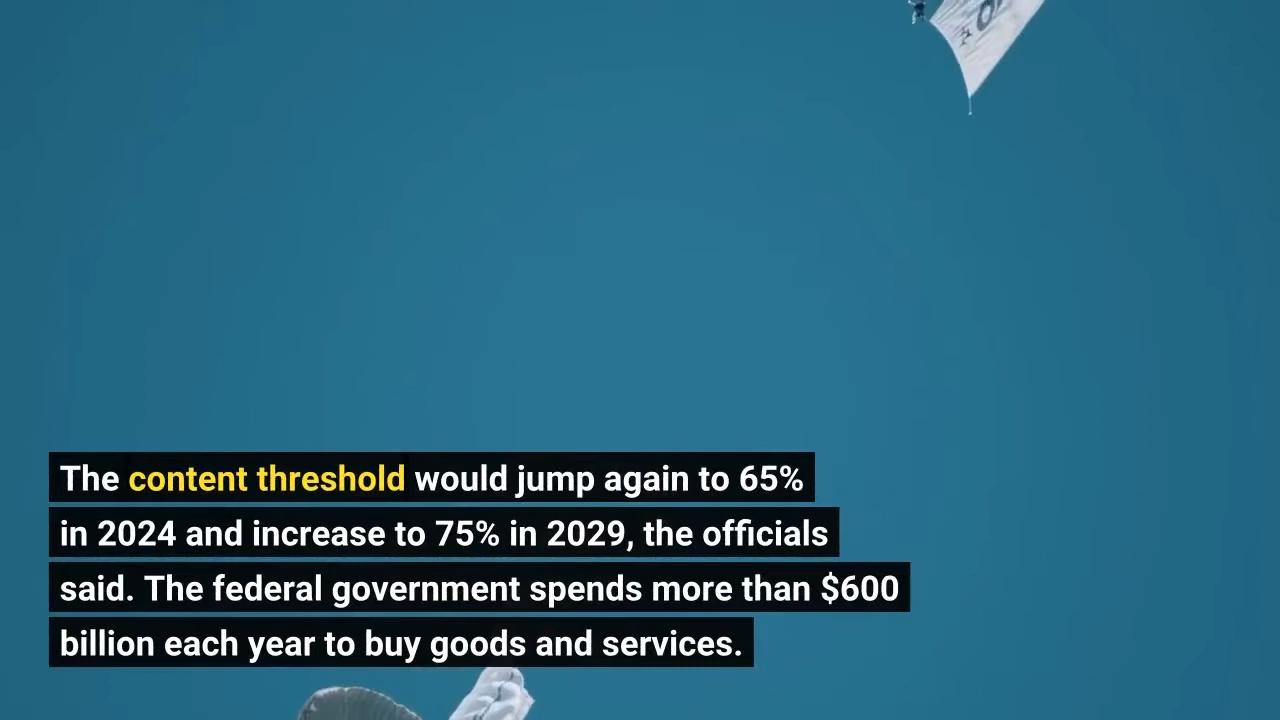 The content threshold would jump again to 65%
in 2024 and increase to 75% in 2029, the officials
said. The federal government spends more than $600
billion each year to buy goods and services.